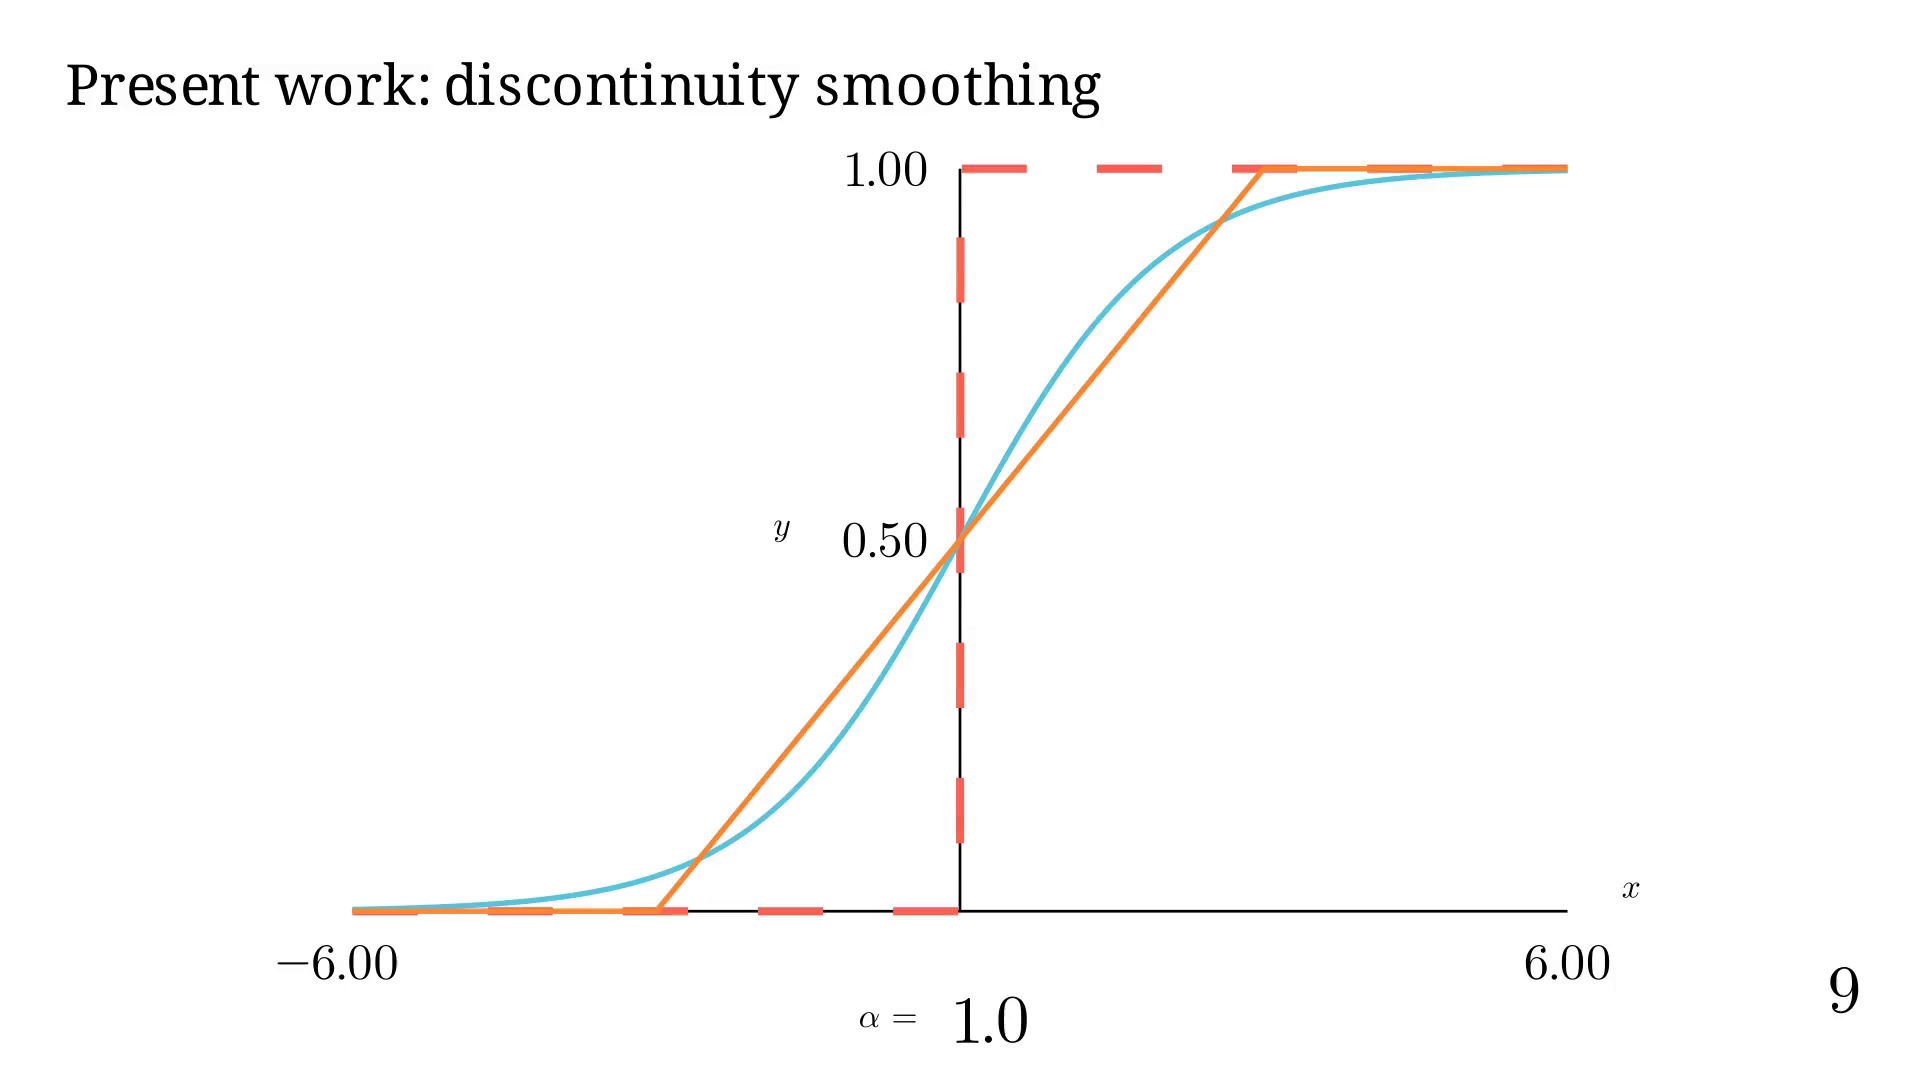 Present work: discontinuity smoothing
1.00
y 0.50
x
−6.00 6.00
α = 1.0
9